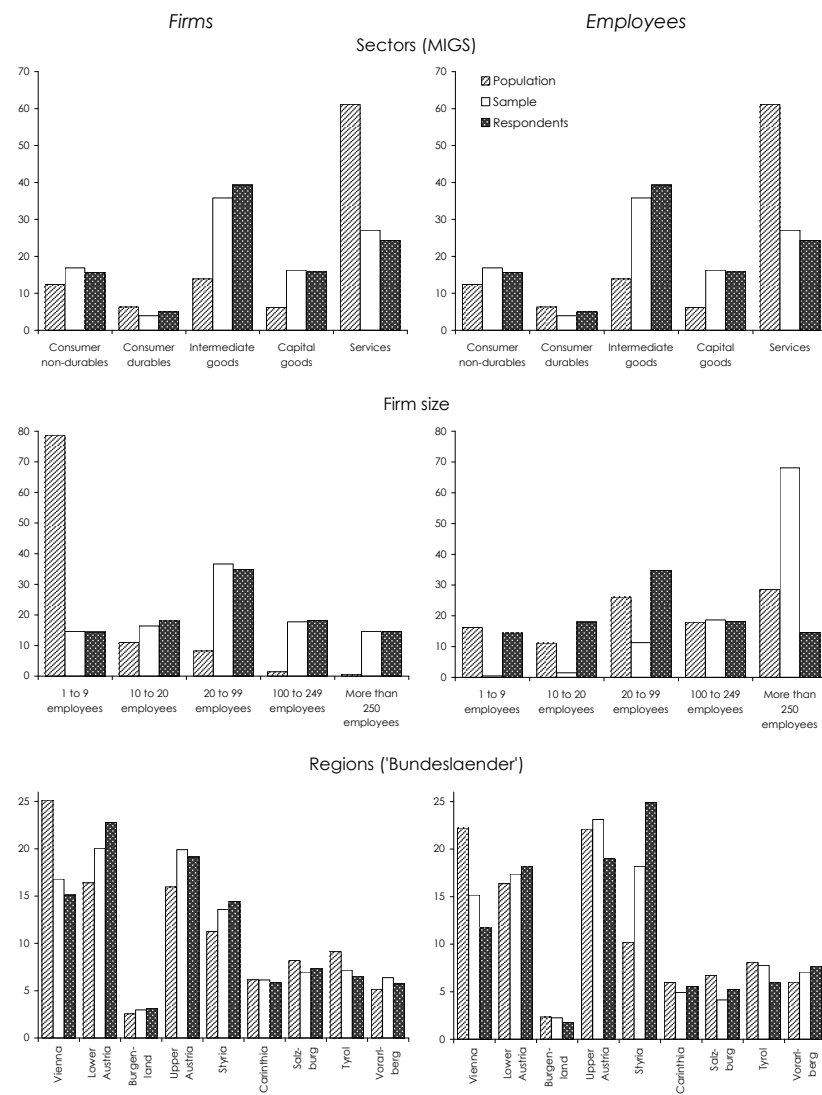 Firms Employees
Sectors (MIGS)
70
60
50
40
30
20
10
0
Consumer non-durables
Consumer durables
Intermediate goods
Capital goods
Services
70
60
50
40
30
20
10
0
Population
Sample
Respondents
Consumer non-durables
Consumer durables
Intermediate goods
Capital goods
Services
Firm size
80
70
60
50
40
30
20
10
0
1 to 9 employees
10 to 20 employees
20 to 99 employees
100 to 249 employees
More than 250 employees
80
70
60
50
40
30
20
10
0
1 to 9 employees
10 to 20 employees
20 to 99 employees
100 to 249 employees
More than 250 employees
Regions ('Bundeslaender')
25
20
15
10
5
0
Vienna
Lower Austria
Burgen-
land
Upper Austria
Styria
Carinthia
Salz-
burg
Tyrol
Vorarl-
berg
25
20
15
10
5
0
Vienna
Lower Austria
Burgen-
land
Upper Austria
Styria
Carinthia
Salz-
burg
Tyrol
Vorarl-
berg